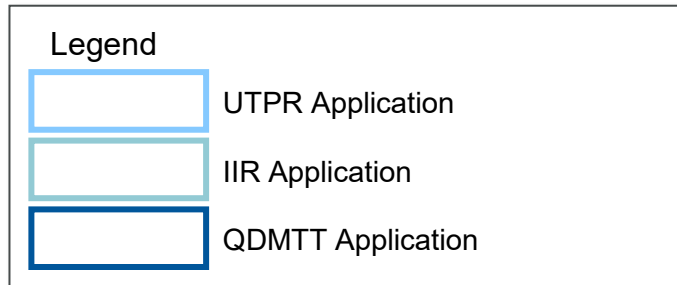 Legend
UTPR Application
IIR Application
QDMTT Application